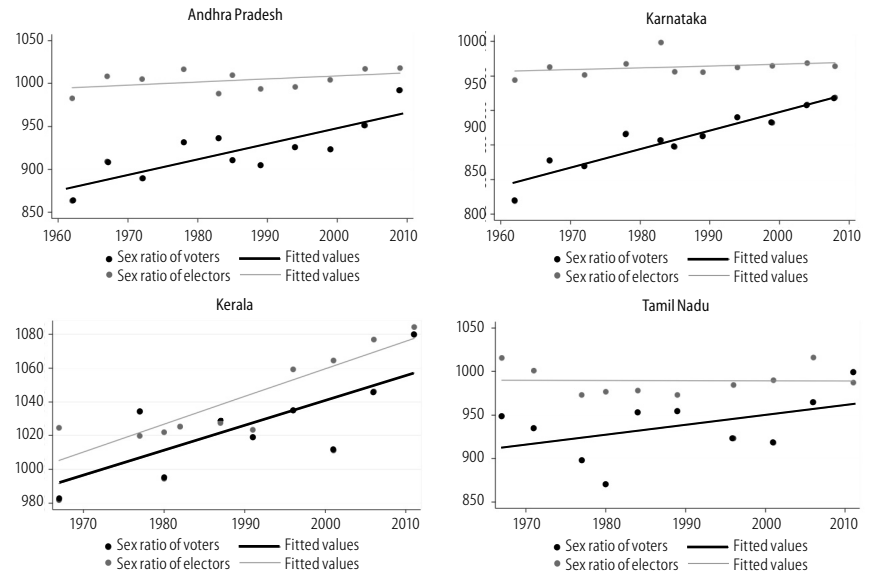 Andhra Pradesh
1050
1000
950
900
850
1960 1970 1980 1990 2000 2010
Sex ratio of voters Fitted values
Sex ratio of electors Fitted values
Karnataka
1000
950
900
850
800
1960 1970 1980 1990 2000 2010
Sex ratio of voters Fitted values
Sex ratio of electors Fitted values
Kerala
1080
1060
1040
1020
1000
980
1970 1980 1990 2000 2010
Sex ratio of voters Fitted values
Sex ratio of electors Fitted values
Tamil Nadu
1050
1000
950
900
850
1970 1980 1990 2000 2010
Sex ratio of voters Fitted values
Sex ratio of electors Fitted values